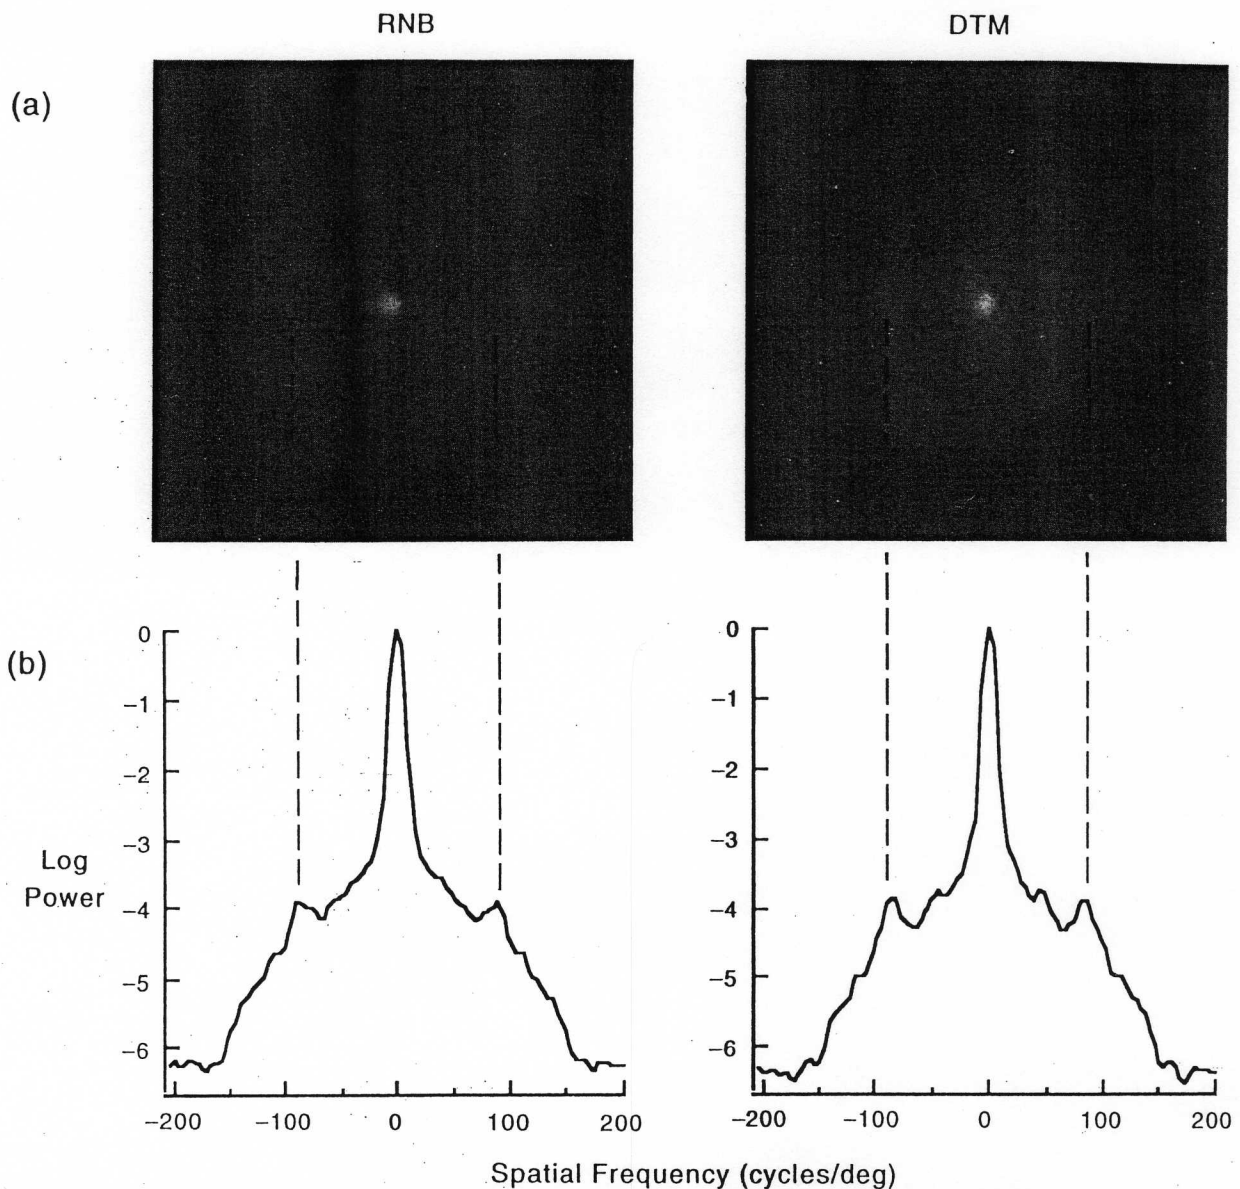 RNB DTM
(a)
(b)
0 0
−1 −1
−2 −2
−3 −3
Log
Power
−4 −4
−5 −5
−6 −6
−200 −100 0 100 200 −200 −100 0 100 200
Spatial Frequency (cycles/deg)